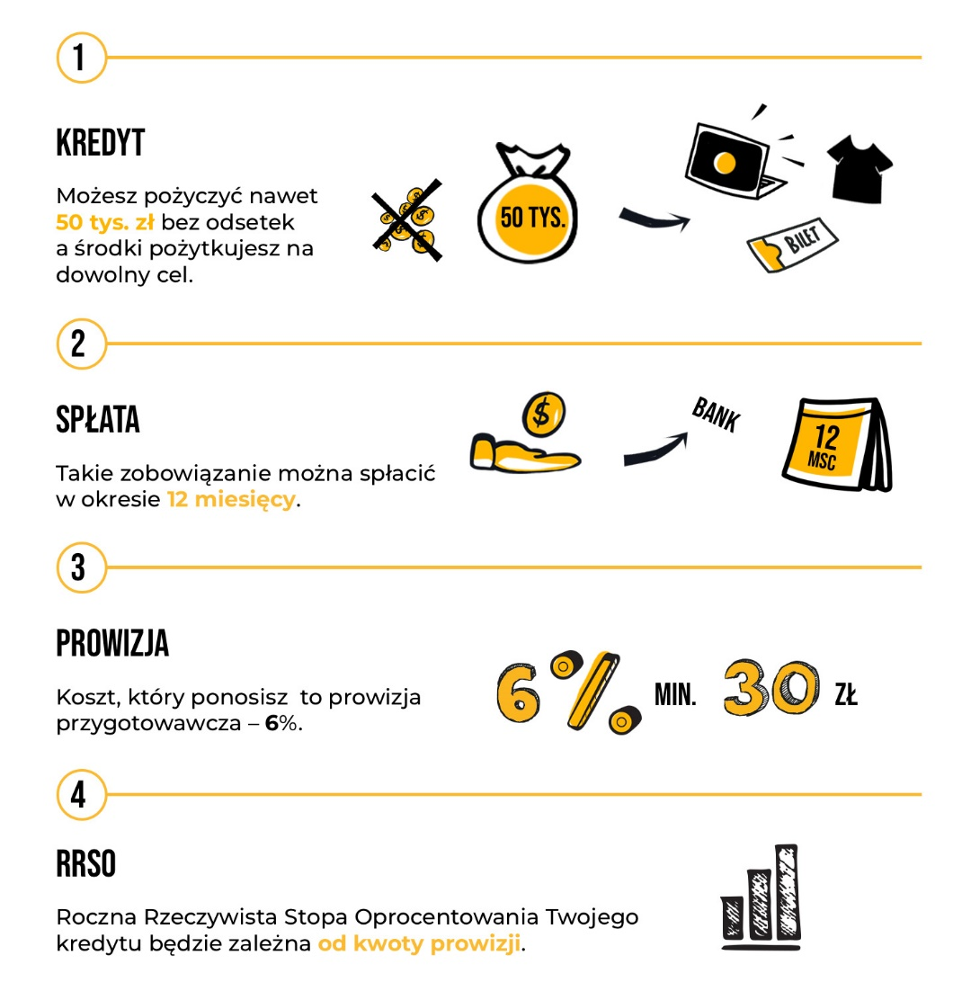 1
KREDYT
Możesz pożyczyć nawet
50 tys. zł bez odsetek
a środki pożytkujesz na
dowolny cel.
50 TYS.
BILET
2
SPŁATA
Takie zobowiązanie można spłacić
w okresie 12 miesięcy.
$
BANK
12
MSC
3
PROWIZJA
Koszt, który ponosisz  to prowizja
przygotowawcza – 6%.
6% MIN. 30 ZŁ
4
RRSO
Roczna Rzeczywista Stopa Oprocentowania Twojego
kredytu będzie zależna od kwoty prowizji.